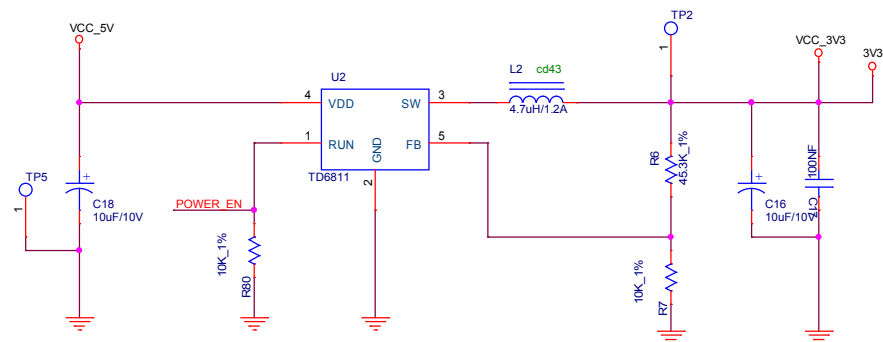 TP2
VCC_5V
VCC_3V3
3V3
1
L2
cd43
U2
4
VDD
SW
3
4.7uH/1.2A
1
RUN
FB
5
GND
TD6811
2
R6
45.3K_1%
100NF
C17
TP5
1
+
C18
10uF/10V
POWER_EN
10K_1%
R80
+
C16
10uF/10V
10K_1%
R7